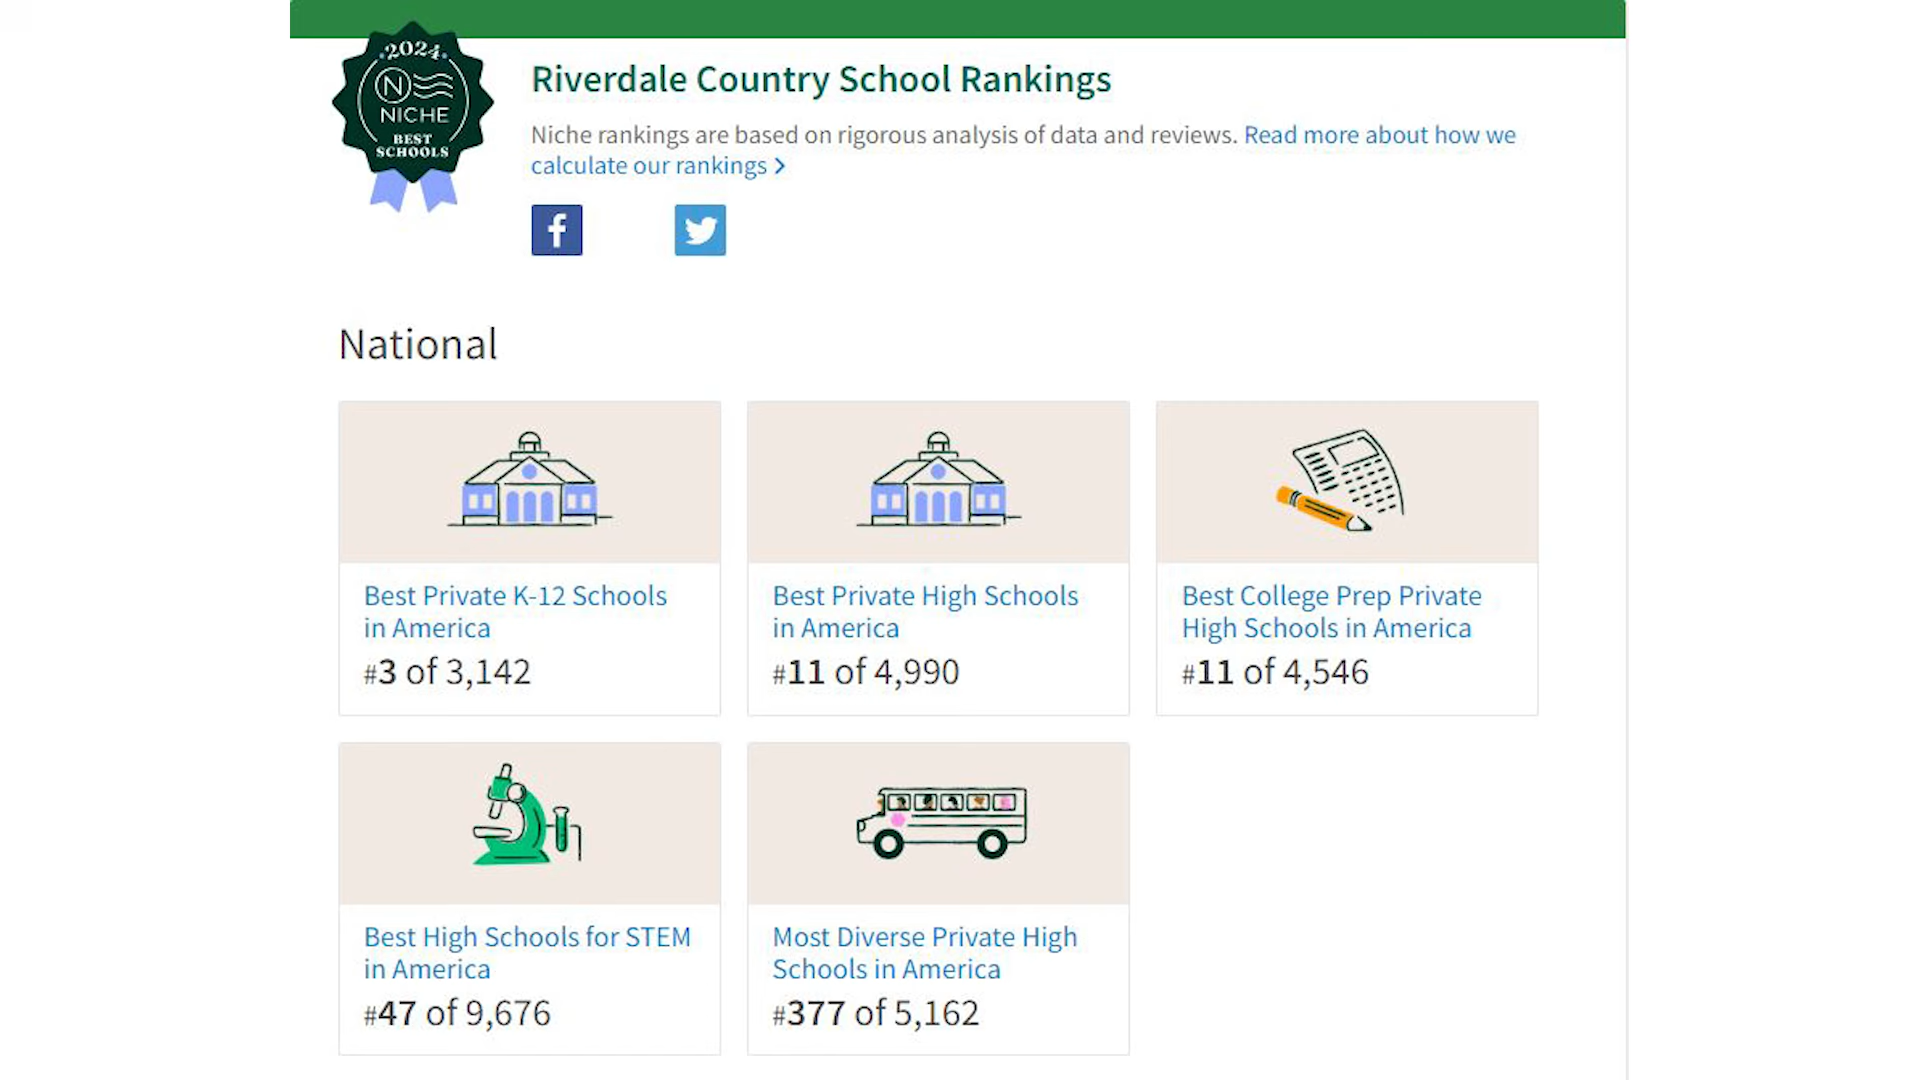 ·2024·
N
NICHE
BEST
SCHOOLS
Riverdale Country School Rankings
Niche rankings are based on rigorous analysis of data and reviews. Read more about how we
calculate our rankings >
f
National
Best Private K-12 Schools
in America
#3 of 3,142
Best Private High Schools
in America
#11 of 4,990
Best College Prep Private
High Schools in America
#11 of 4,546
Best High Schools for STEM
in America
#47 of 9,676
Most Diverse Private High
Schools in America
#377 of 5,162